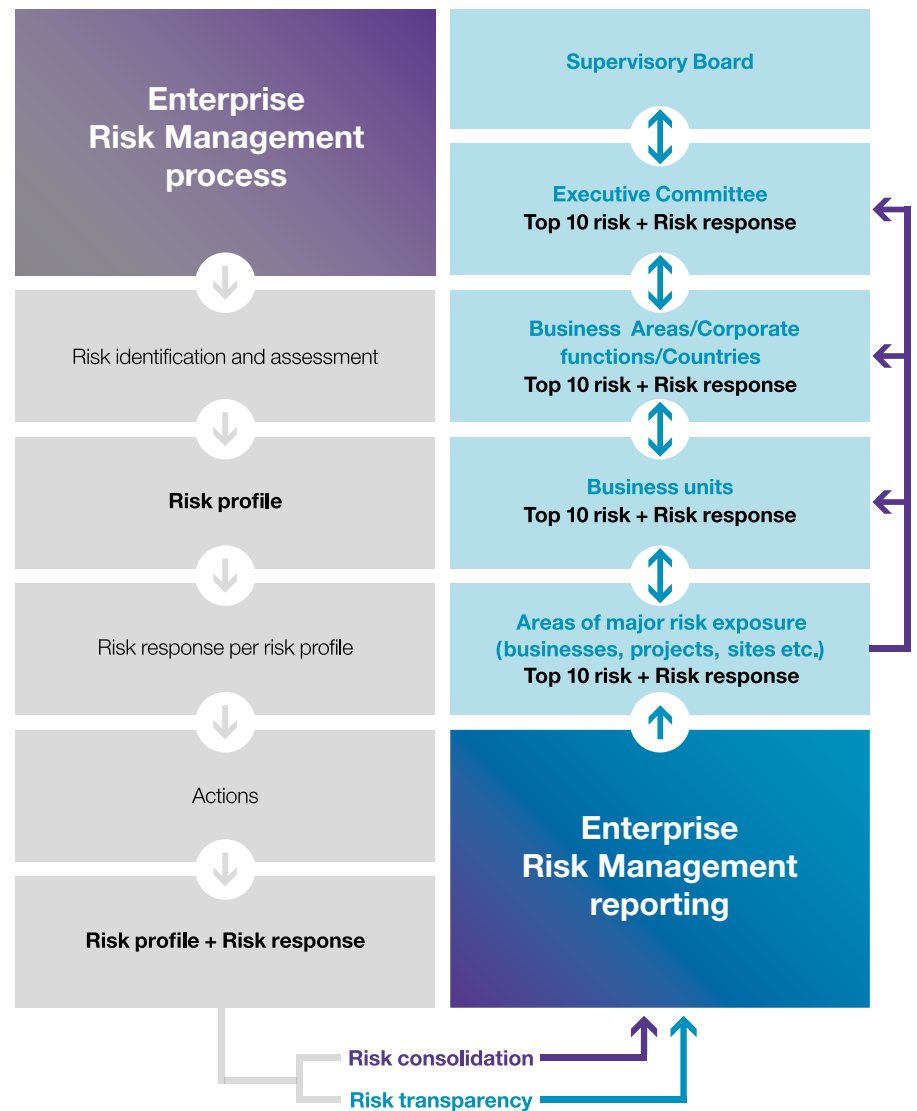 Enterprise
Risk Management
process
Risk identification and assessment
Risk profile
Risk response per risk profile
Actions
Risk profile + Risk response
Supervisory Board
Executive Committee
Top 10 risk + Risk response
Business Areas/Corporate
functions/Countries
Top 10 risk + Risk response
Business units
Top 10 risk + Risk response
Areas of major risk exposure
(businesses, projects, sites etc.)
Top 10 risk + Risk response
Enterprise
Risk Management
reporting
Risk consolidation
Risk transparency